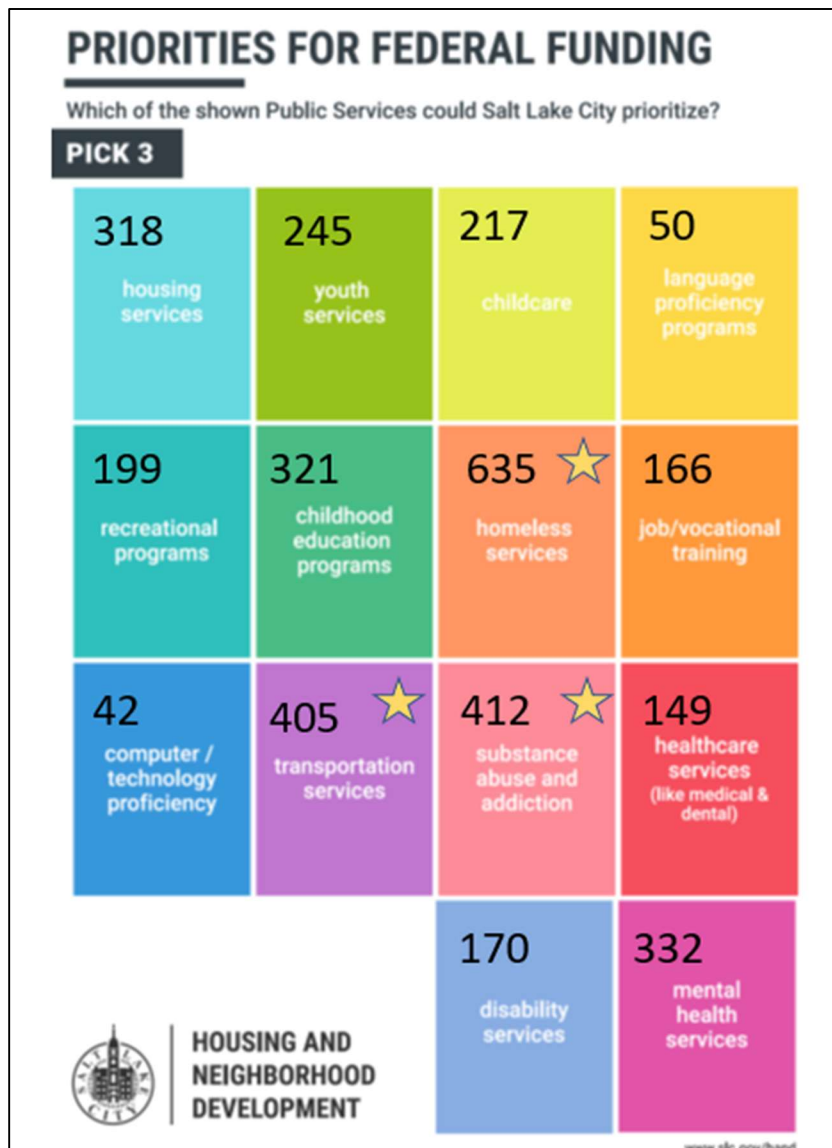 PRIORITIES FOR FEDERAL FUNDING
Which of the shown Public Services could Salt Lake City prioritize?
PICK 3
318
housing
services
245
youth
services
217
childcare
50
language
proficiency
programs
199
recreational
programs
321
childhood
education
programs
635
homeless
services
166
job/vocational
training
42
computer /
technology
proficiency
405
transportation
services
412
substance
abuse and
addiction
149
healthcare
services
(like medical &
dental)
170
disability
services
332
mental
health
services
SALT LAKE
CITY
HOUSING AND
NEIGHBORHOOD
DEVELOPMENT